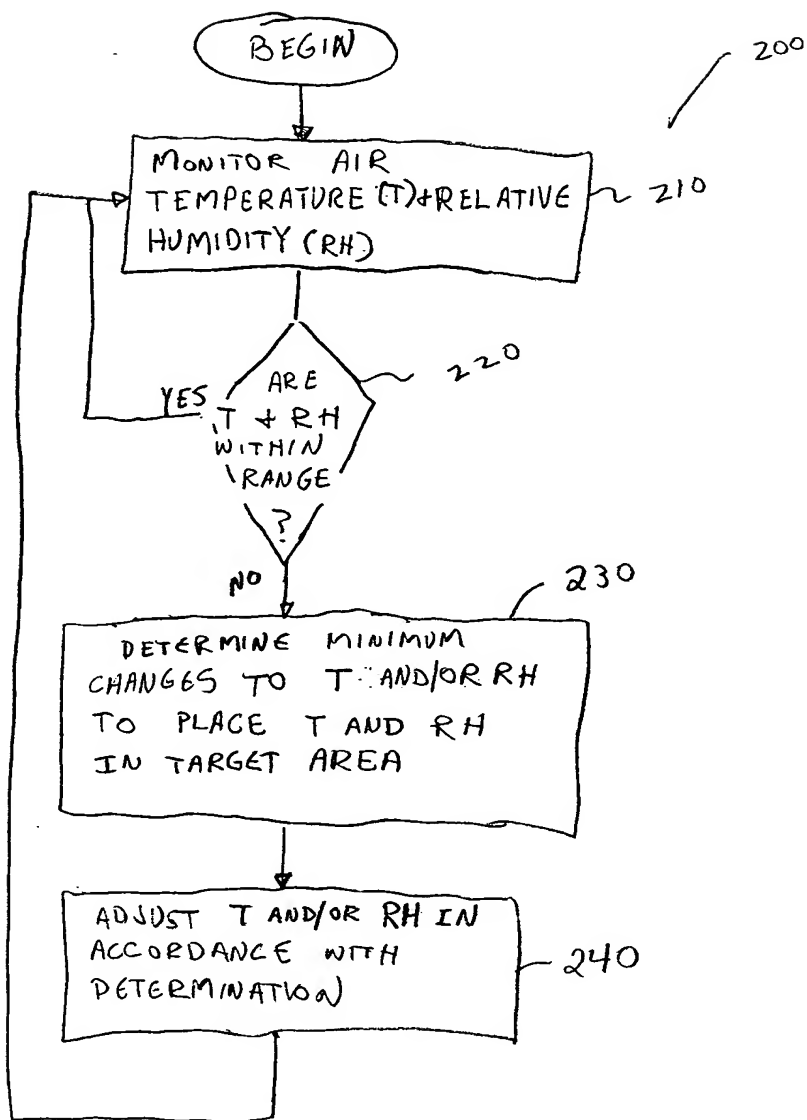 BEGIN
200
MONITOR AIR
TEMPERATURE (T)+RELATIVE
HUMIDITY (RH)
210
ARE
T + RH
WITHIN
RANGE
?
220
YES
NO
230
DETERMINE MINIMUM
CHANGES TO T AND/OR RH
TO PLACE T AND RH
IN TARGET AREA
ADJUST T AND/OR RH IN
ACCORDANCE WITH
DETERMINATION
240